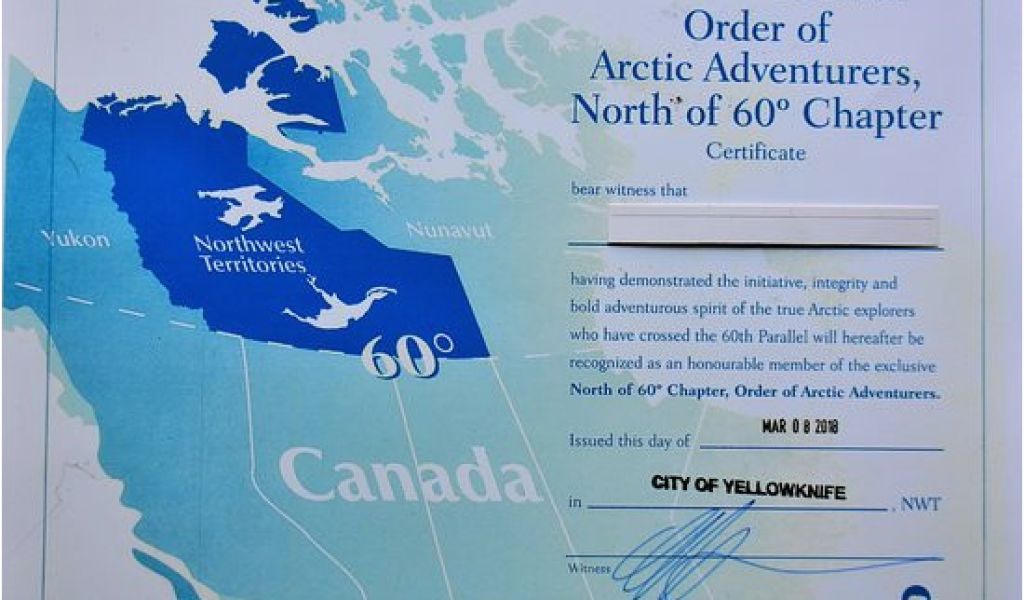 Order of
Arctic Adventurers,
North of 60º Chapter
Certificate
bear witness that
having demonstrated the initiative, integrity and
bold adventurous spirit of the true Arctic explorers
who have crossed the 60th Parallel will hereafter be
recognized as an honourable member of the exclusive
North of 60º Chapter, Order of Arctic Adventurers.
Issued this day of MAR 08 2018
in CITY OF YELLOWKNIFE , NWT
Witness
Yukon
Northwest
Territories
Nunavut
60°
Canada